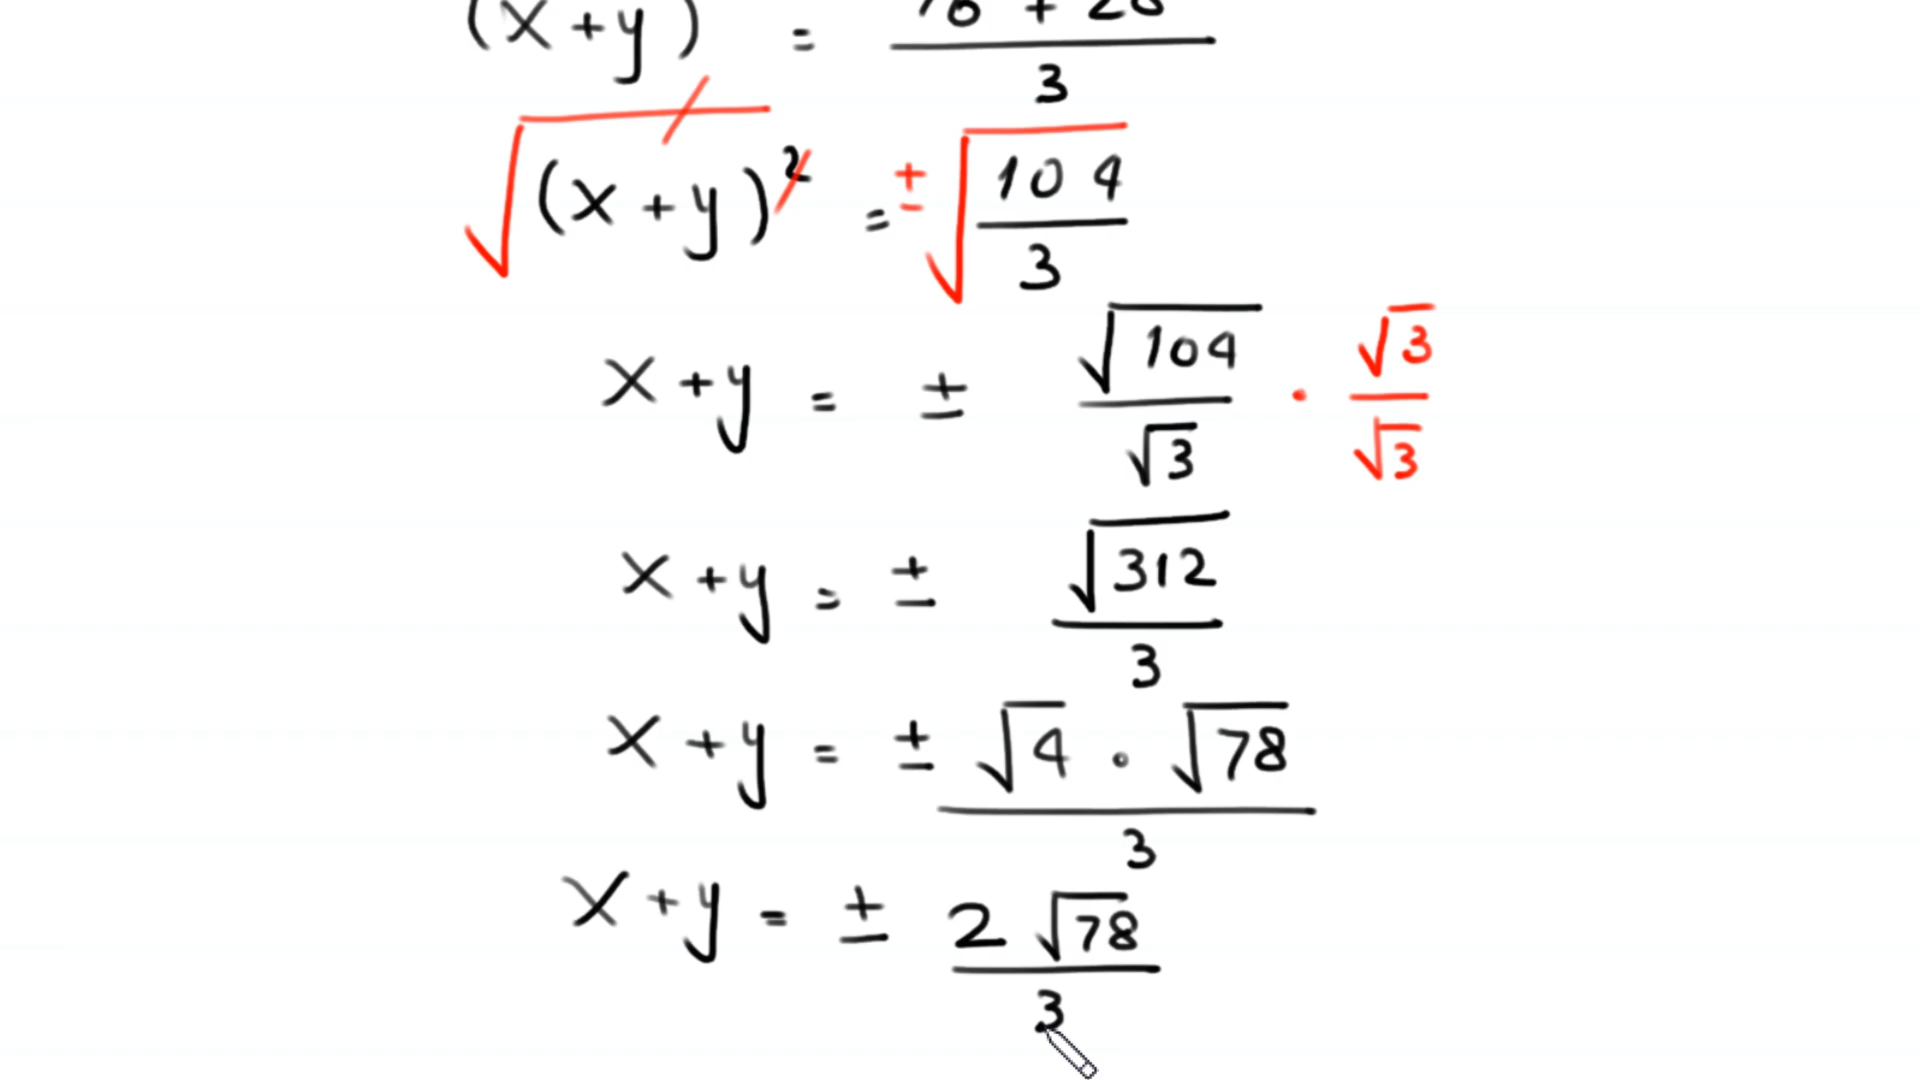 (x + y) = 78 + 26 / 3
√(x + y)² = ± √104/3
x + y = ± √104/√3 · √3/√3
x + y = ± √312/3
x + y = ± √4 · √78 / 3
x + y = ± 2√78/3